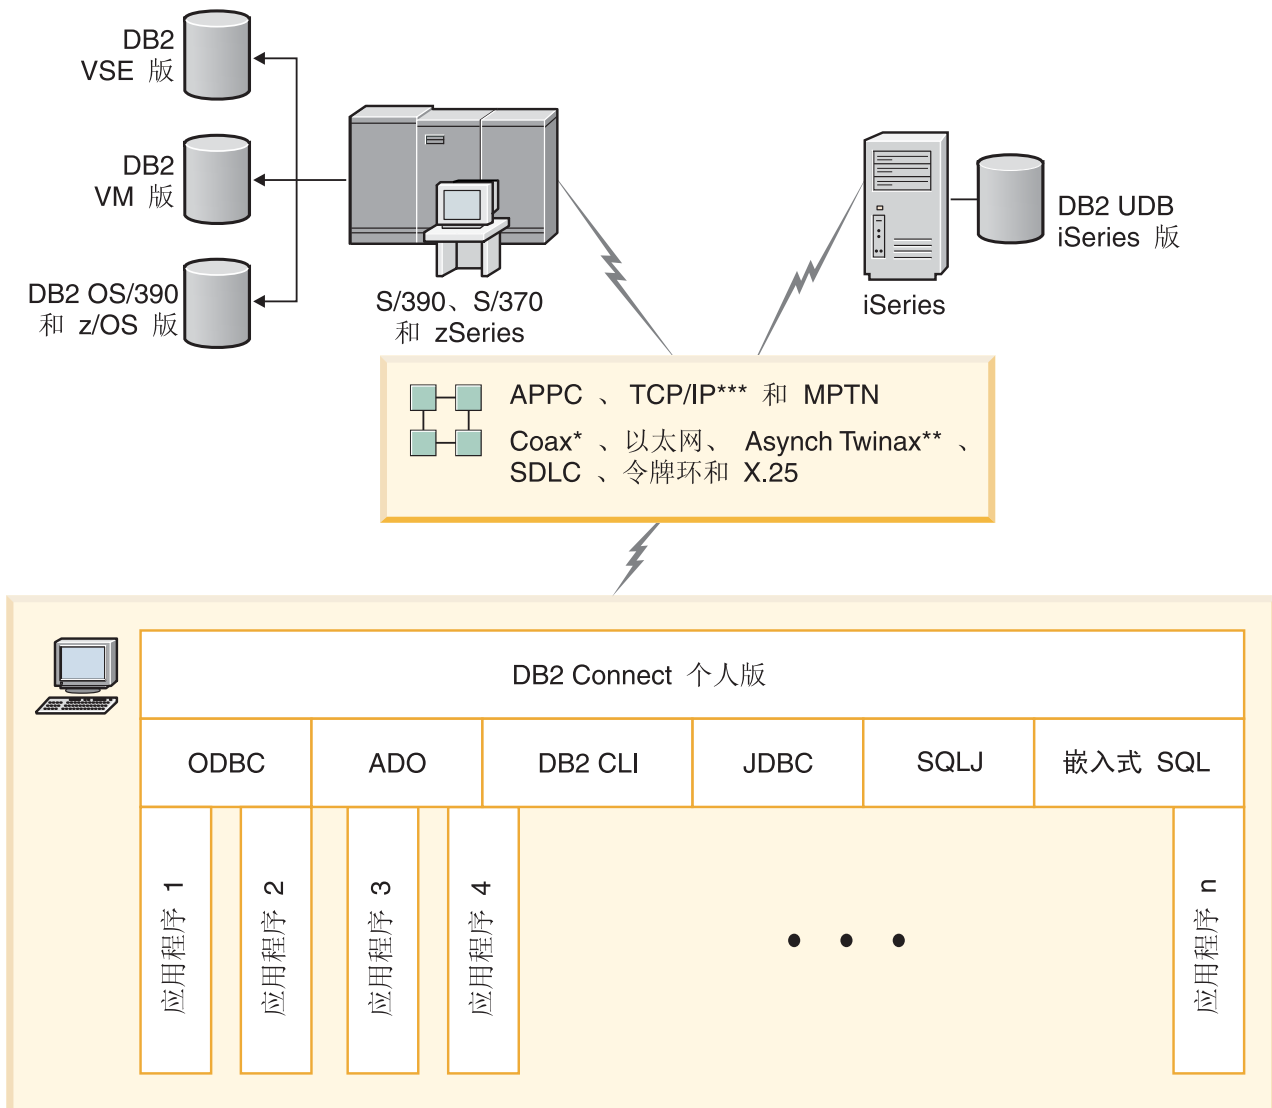 DB2
VSE 版
DB2
VM 版
DB2 OS/390
和 z/OS 版
S/390、S/370
和 zSeries
iSeries
DB2 UDB
iSeries 版
APPC 、 TCP/IP*** 和 MPTN
Coax* 、以太网、 Asynch Twinax** 、
SDLC 、令牌环和 X.25
DB2 Connect 个人版
ODBC
ADO
DB2 CLI
JDBC
SQLJ
嵌入式 SQL
应用程序 1
应用程序 2
应用程序 3
应用程序 4
• • •
应用程序 n